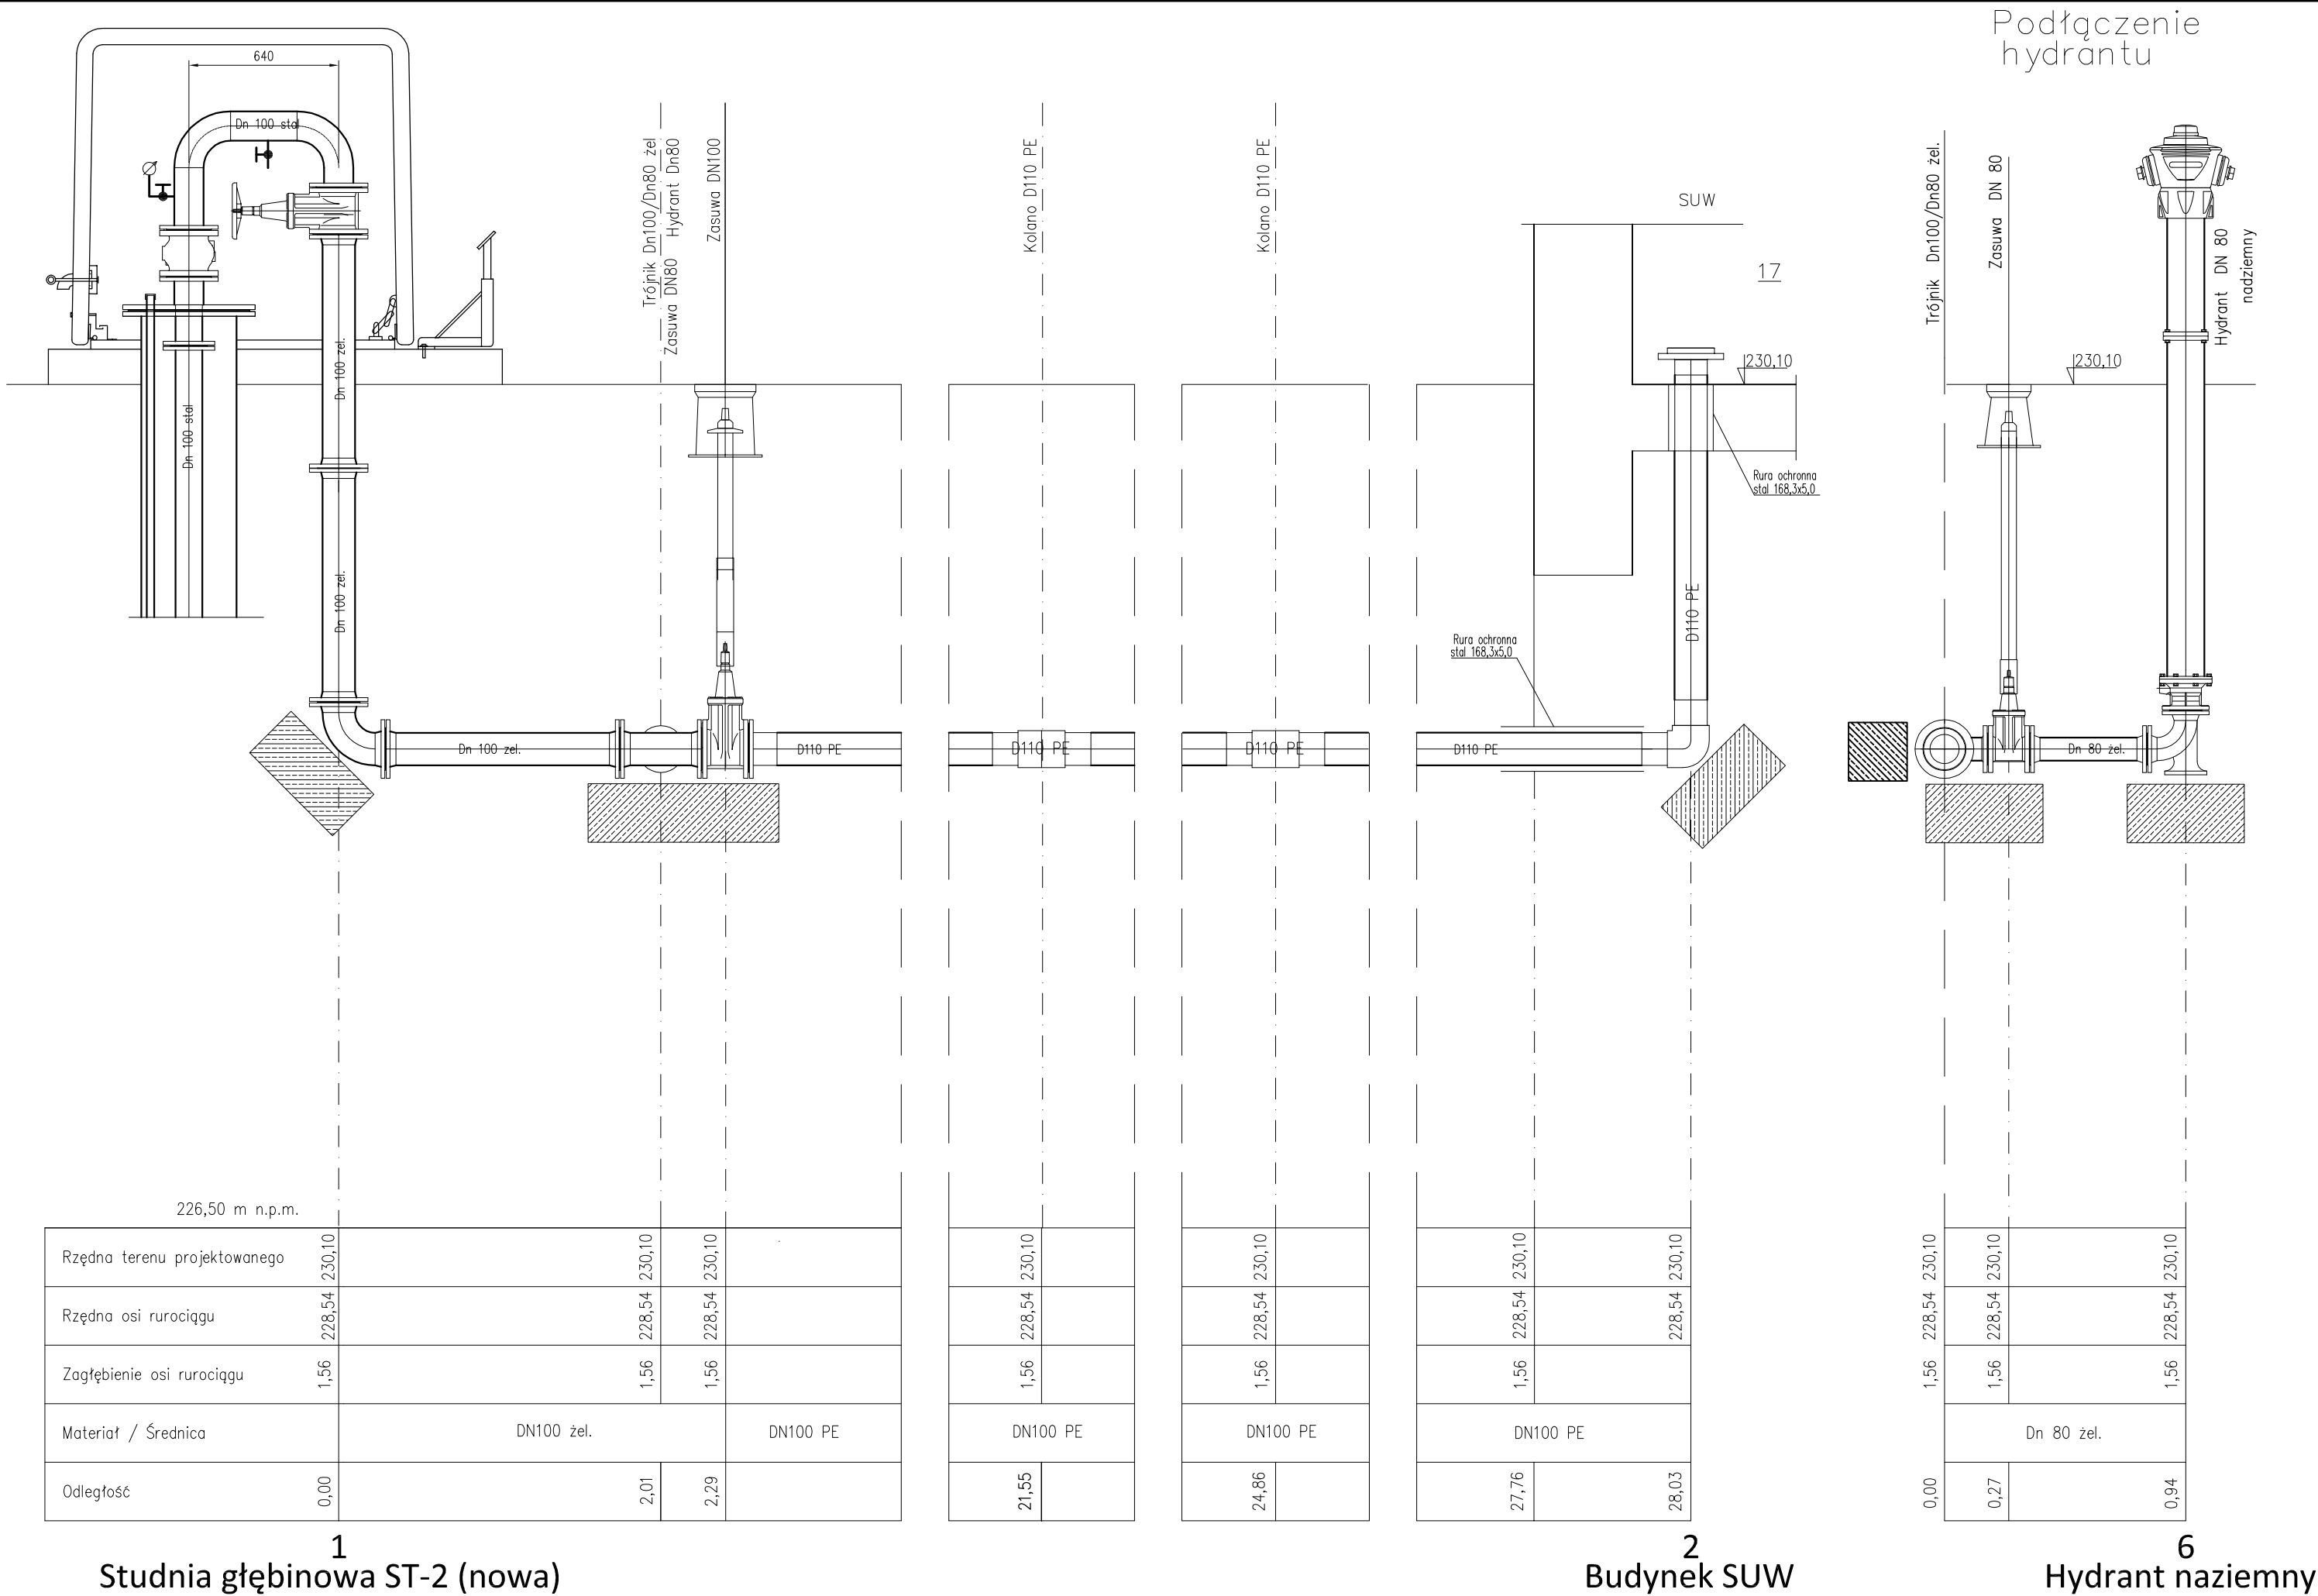 Podłączenie
hydrantu
640
Dn 100 stal
Dn 100 stal
Dn 100 żel.
Dn 100 żel.
Dn 100 żel.
Trójnik Dn100/Dn80 żel
Zasuwa DN80 Hydrant Dn80
Zasuwa DN100
D110 PE
Kolano D110 PE
D110 PE
Kolano D110 PE
D110 PE
SUW
17
230,10
Rura ochronna
stal 168,3x5,0
Rura ochronna
stal 168,3x5,0
D110 PE
D110 PE
Trójnik Dn100/Dn80 żel.
Zasuwa DN 80
230,10
Hydrant DN 80
nadziemny
Dn 80 żel.
226,50 m n.p.m.
Rzędna terenu projektowanego 230,10 230,10 230,10 230,10 230,10 230,10 230,10 230,10 230,10 230,10
Rzędna osi rurociągu 228,54 228,54 228,54 228,54 228,54 228,54 228,54 228,54 228,54 228,54
Zagłębienie osi rurociągu 1,56 1,56 1,56 1,56 1,56 1,56 1,56 1,56 1,56
Materiał / Średnica DN100 żel. DN100 PE DN100 PE DN100 PE DN100 PE Dn 80 żel.
Odległość 0,00 2,01 2,29 21,55 24,86 27,76 28,03 0,00 0,27 0,94
1
Studnia głębinowa ST-2 (nowa)
2
Budynek SUW
6
Hydrant naziemny